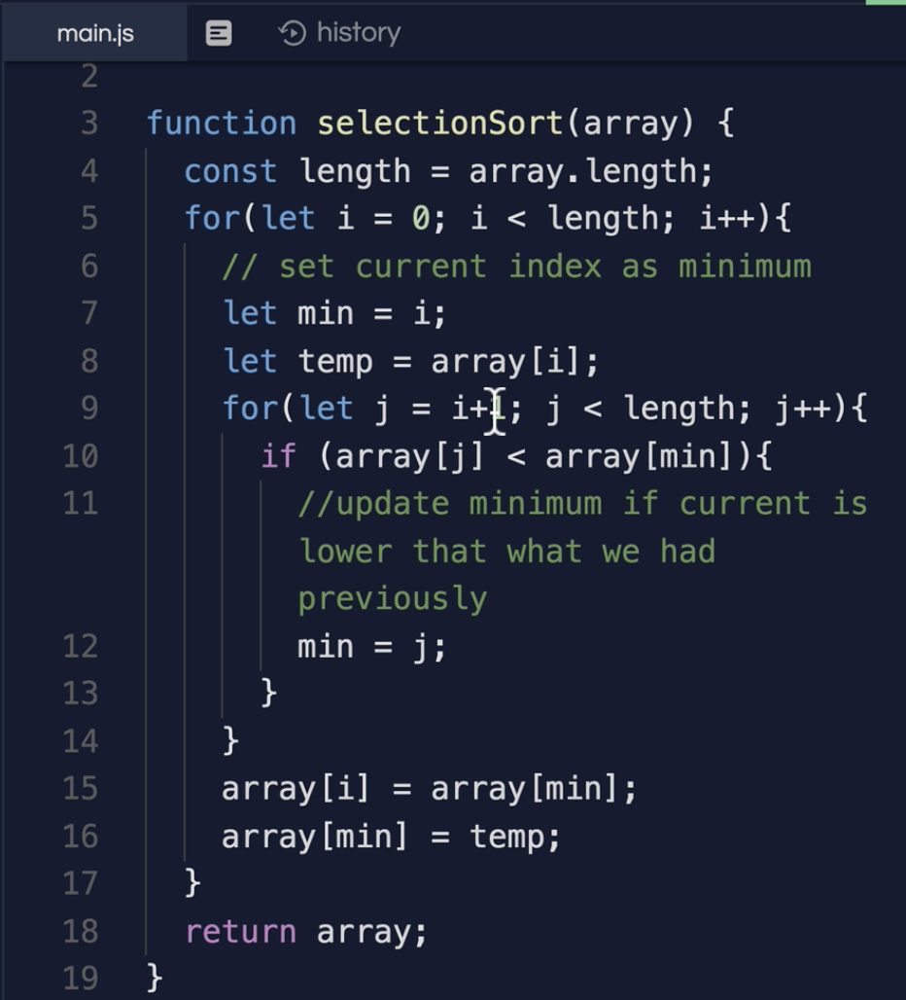 main.js history
2
3 function selectionSort(array) {
4 const length = array.length;
5 for(let i = 0; i < length; i++){
6 // set current index as minimum
7 let min = i;
8 let temp = array[i];
9 for(let j = i+1; j < length; j++){
10 if (array[j] < array[min]){
11 //update minimum if current is
lower that what we had
previously
12 min = j;
13 }
14 }
15 array[i] = array[min];
16 array[min] = temp;
17 }
18 return array;
19 }